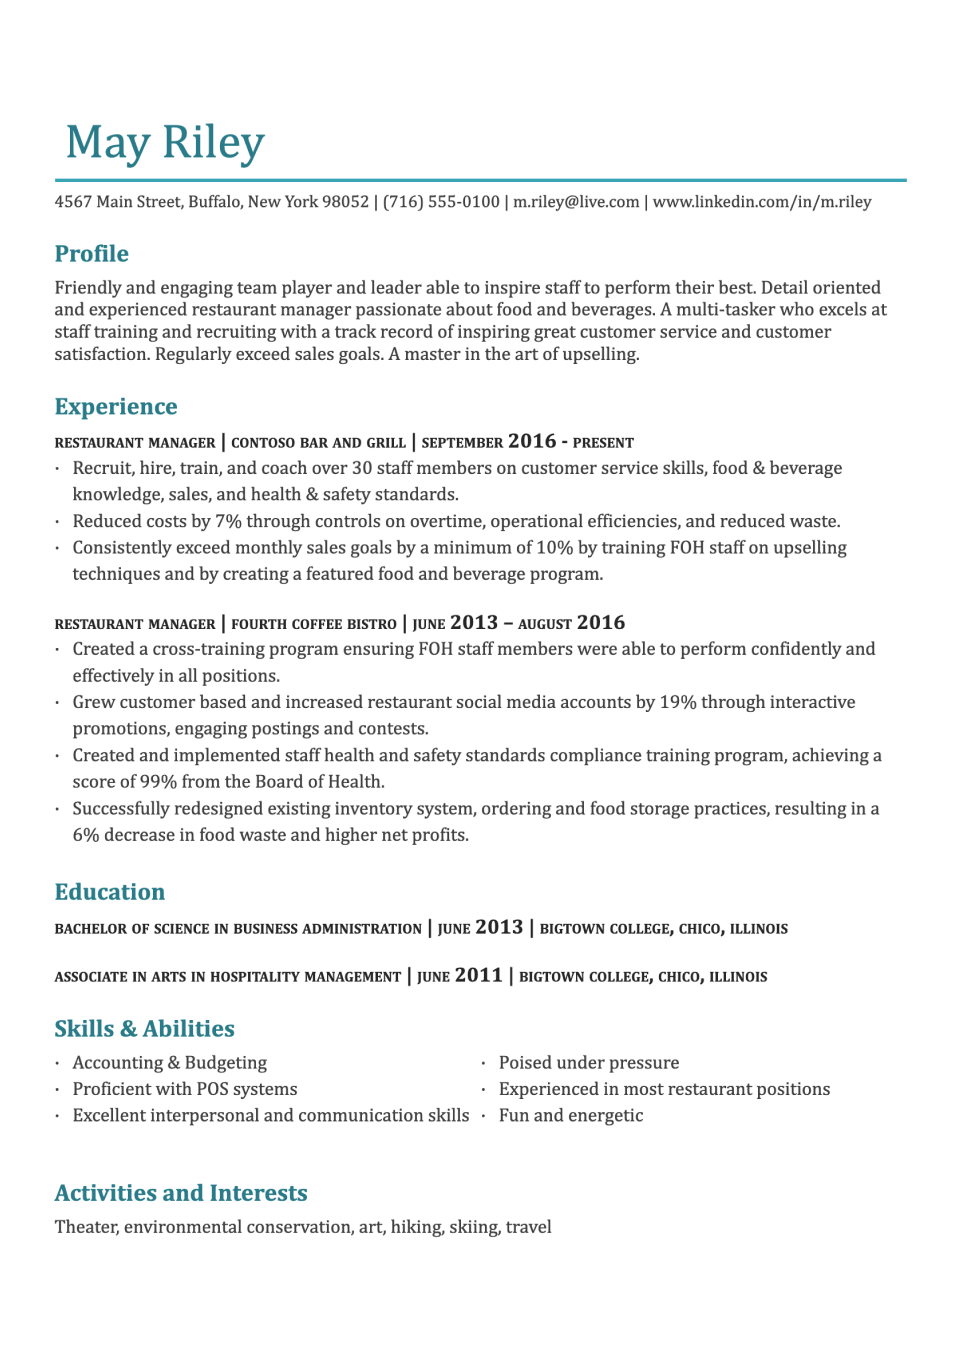 May Riley
4567 Main Street, Buffalo, New York 98052 | (716) 555-0100 | m.riley@live.com | www.linkedin.com/in/m.riley
Profile
Friendly and engaging team player and leader able to inspire staff to perform their best. Detail oriented
and experienced restaurant manager passionate about food and beverages. A multi-tasker who excels at
staff training and recruiting with a track record of inspiring great customer service and customer
satisfaction. Regularly exceed sales goals. A master in the art of upselling.
Experience
RESTAURANT MANAGER | CONTOSO BAR AND GRILL | SEPTEMBER 2016 - PRESENT
· Recruit, hire, train, and coach over 30 staff members on customer service skills, food & beverage
knowledge, sales, and health & safety standards.
· Reduced costs by 7% through controls on overtime, operational efficiencies, and reduced waste.
· Consistently exceed monthly sales goals by a minimum of 10% by training FOH staff on upselling
techniques and by creating a featured food and beverage program.
RESTAURANT MANAGER | FOURTH COFFEE BISTRO | JUNE 2013 – AUGUST 2016
· Created a cross-training program ensuring FOH staff members were able to perform confidently and
effectively in all positions.
· Grew customer based and increased restaurant social media accounts by 19% through interactive
promotions, engaging postings and contests.
· Created and implemented staff health and safety standards compliance training program, achieving a
score of 99% from the Board of Health.
· Successfully redesigned existing inventory system, ordering and food storage practices, resulting in a
6% decrease in food waste and higher net profits.
Education
BACHELOR OF SCIENCE IN BUSINESS ADMINISTRATION | JUNE 2013 | BIGTOWN COLLEGE, CHICO, ILLINOIS
ASSOCIATE IN ARTS IN HOSPITALITY MANAGEMENT | JUNE 2011 | BIGTOWN COLLEGE, CHICO, ILLINOIS
Skills & Abilities
· Accounting & Budgeting
· Proficient with POS systems
· Excellent interpersonal and communication skills
· Poised under pressure
· Experienced in most restaurant positions
· Fun and energetic
Activities and Interests
Theater, environmental conservation, art, hiking, skiing, travel